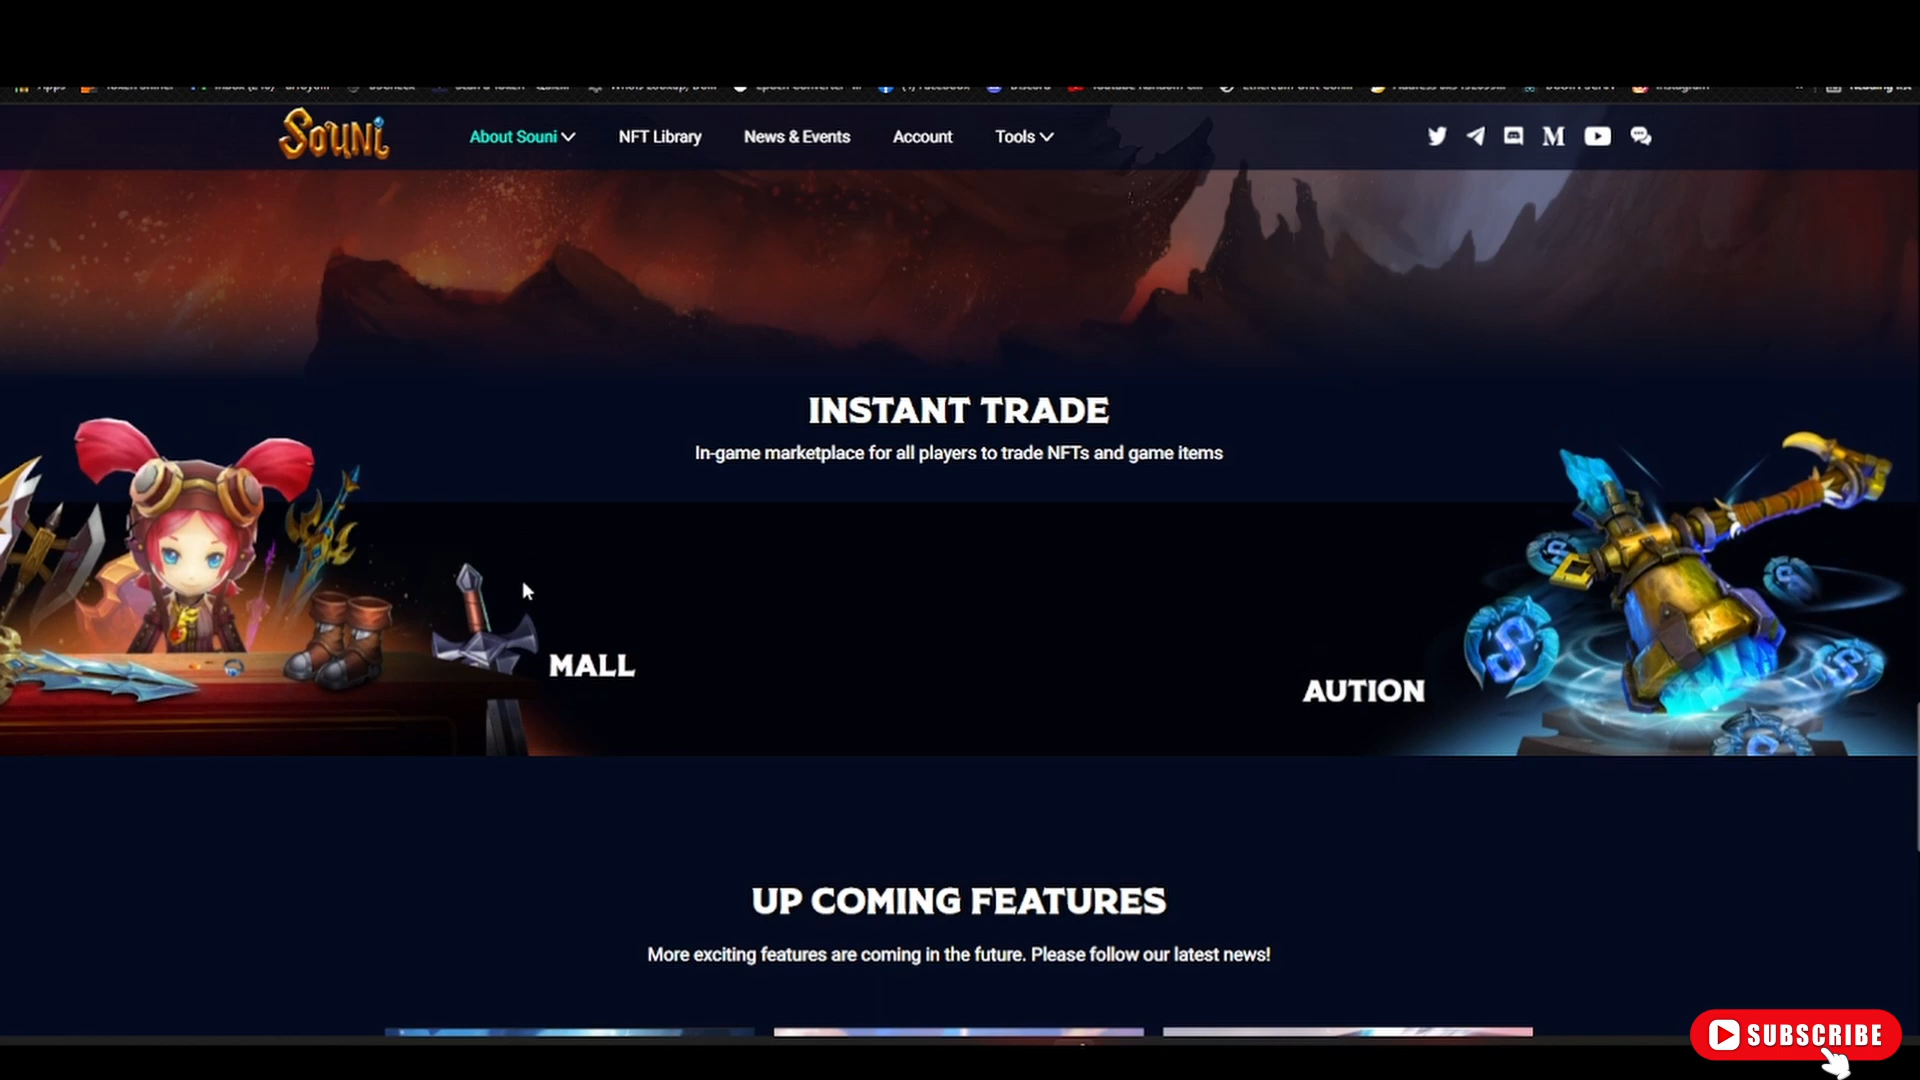 Souni
About Souni
NFT Library
News & Events
Account
Tools
INSTANT TRADE
In-game marketplace for all players to trade NFTs and game items
MALL
AUTION
UP COMING FEATURES
More exciting features are coming in the future. Please follow our latest news!
SUBSCRIBE